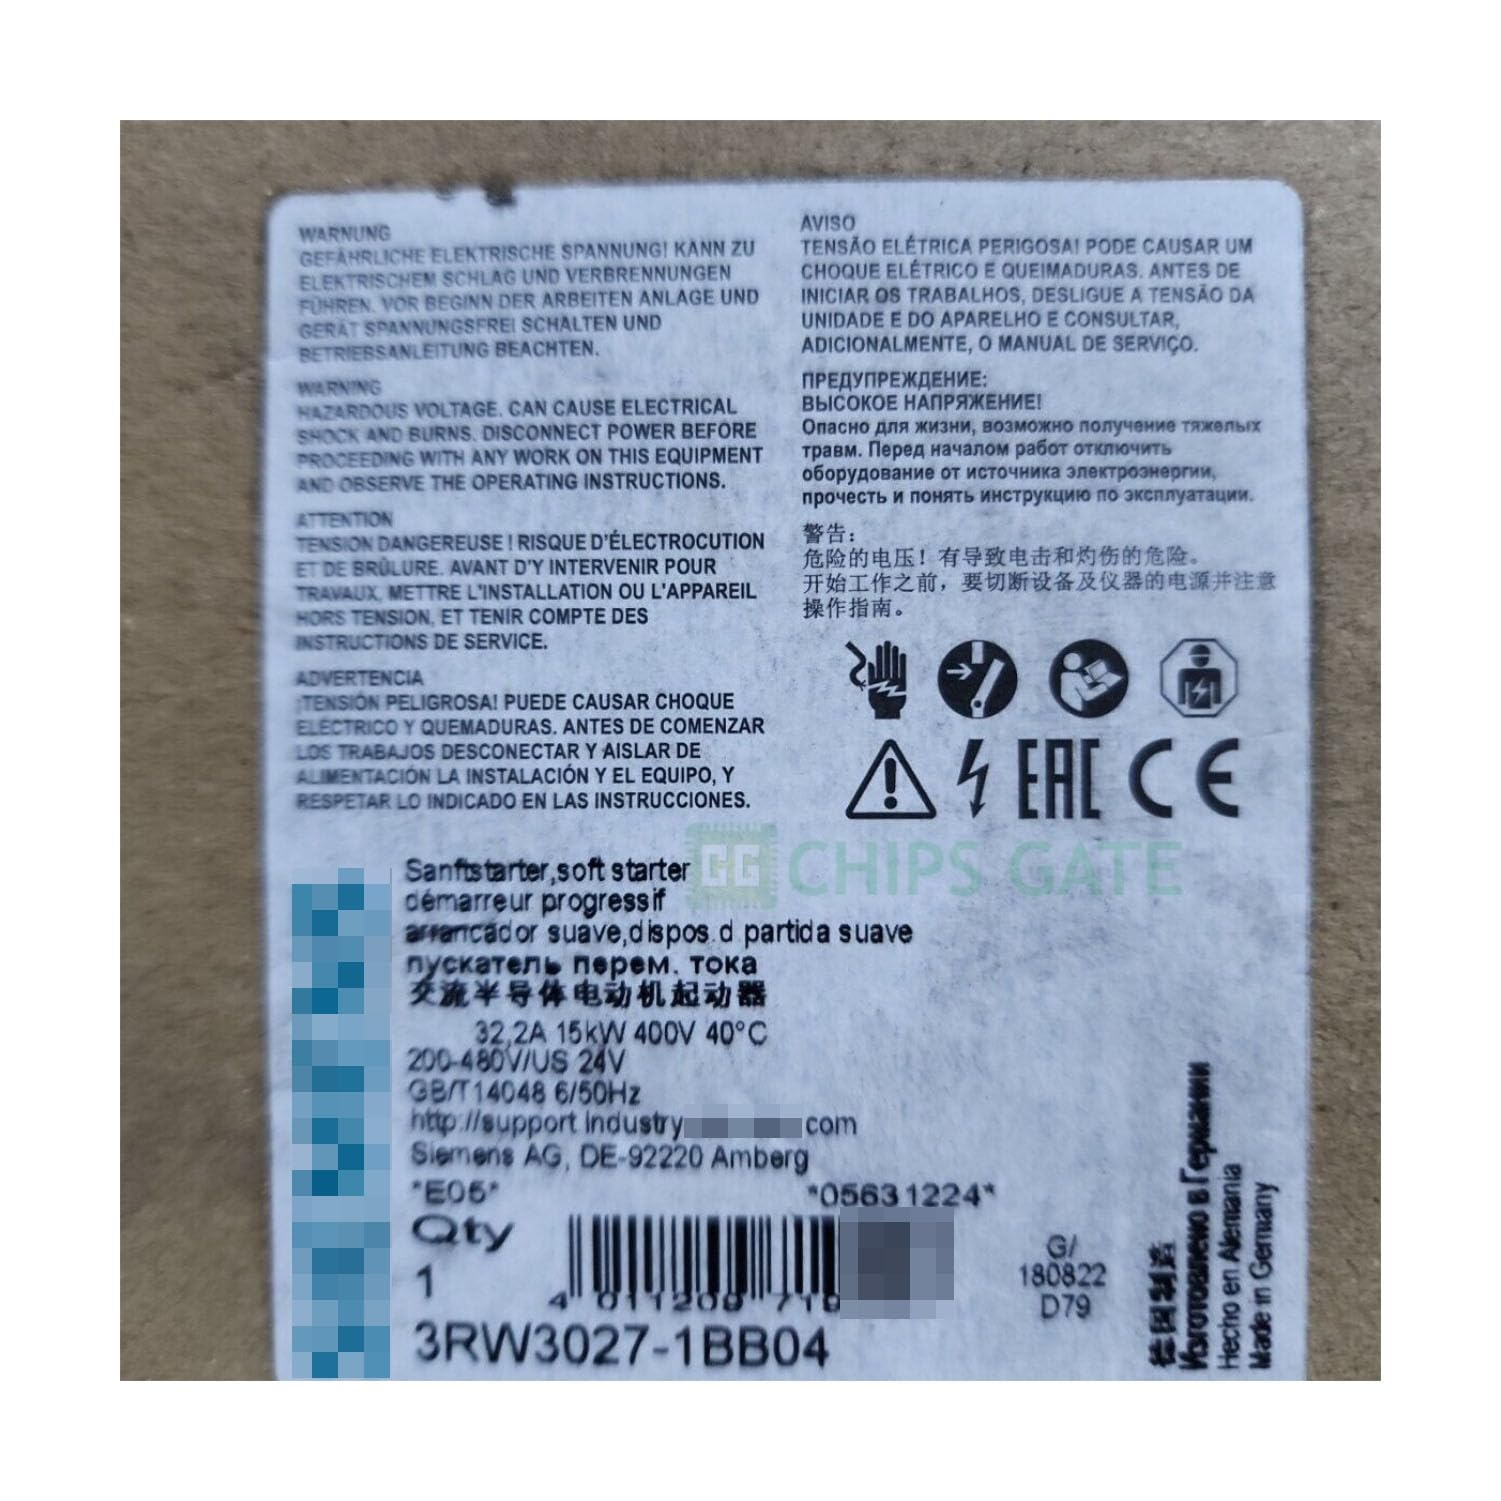 WARNUNG
GEFÄHRLICHE ELEKTRISCHE SPANNUNG! KANN ZU
ELEKTRISCHEM SCHLAG UND VERBRENNUNGEN
FÜHREN. VOR BEGINN DER ARBEITEN ANLAGE UND
GERÄT SPANNUNGSFREI SCHALTEN UND
BETRIEBSANLEITUNG BEACHTEN.
WARNING
HAZARDOUS VOLTAGE. CAN CAUSE ELECTRICAL
SHOCK AND BURNS. DISCONNECT POWER BEFORE
PROCEEDING WITH ANY WORK ON THIS EQUIPMENT
AND OBSERVE THE OPERATING INSTRUCTIONS.
ATTENTION
TENSION DANGEREUSE ! RISQUE D'ÉLECTROCUTION
ET DE BRÛLURE. AVANT D'Y INTERVENIR POUR
TRAVAUX, METTRE L'INSTALLATION OU L'APPAREIL
HORS TENSION, ET TENIR COMPTE DES
INSTRUCTIONS DE SERVICE.
ADVERTENCIA
¡TENSIÓN PELIGROSA! PUEDE CAUSAR CHOQUE
ELÉCTRICO Y QUEMADURAS. ANTES DE COMENZAR
LOS TRABAJOS DESCONECTAR Y AISLAR DE
ALIMENTACIÓN LA INSTALACIÓN Y EL EQUIPO, Y
RESPETAR LO INDICADO EN LAS INSTRUCCIONES.
AVISO
TENSÃO ELÉTRICA PERIGOSA! PODE CAUSAR UM
CHOQUE ELÉTRICO E QUEIMADURAS. ANTES DE
INICIAR OS TRABALHOS, DESLIGUE A TENSÃO DA
UNIDADE E DO APARELHO E CONSULTAR,
ADICIONALMENTE, O MANUAL DE SERVIÇO.
ПРЕДУПРЕЖДЕНИЕ:
ВЫСОКОЕ НАПРЯЖЕНИЕ!
Опасно для жизни, возможно получение тяжелых
травм. Перед началом работ отключить
оборудование от источника электроэнергии,
прочесть и понять инструкцию по эксплуатации.
警告：
危险的电压！有导致电击和灼伤的危险。
开始工作之前，要切断设备及仪器的电源并注意
操作指南。
EAC CE
CG CHIPS GATE
Sanftstarter,soft starter
démarreur progressif
arrancador suave,dispos.d partida suave
пускатель перем. тока
交流半导体电动机起动器
32,2A 15kW 400V 40°C
200-480V/US 24V
GB/T14048 6/50Hz
http://support industry com
Siemens AG, DE-92220 Amberg
*E05* *05631224*
Qty
1
4 011209 719
3RW3027-1BB04
G/
180822
D79
德国制造
Изготовлено в Германии
Hecho en Alemania
Made in Germany